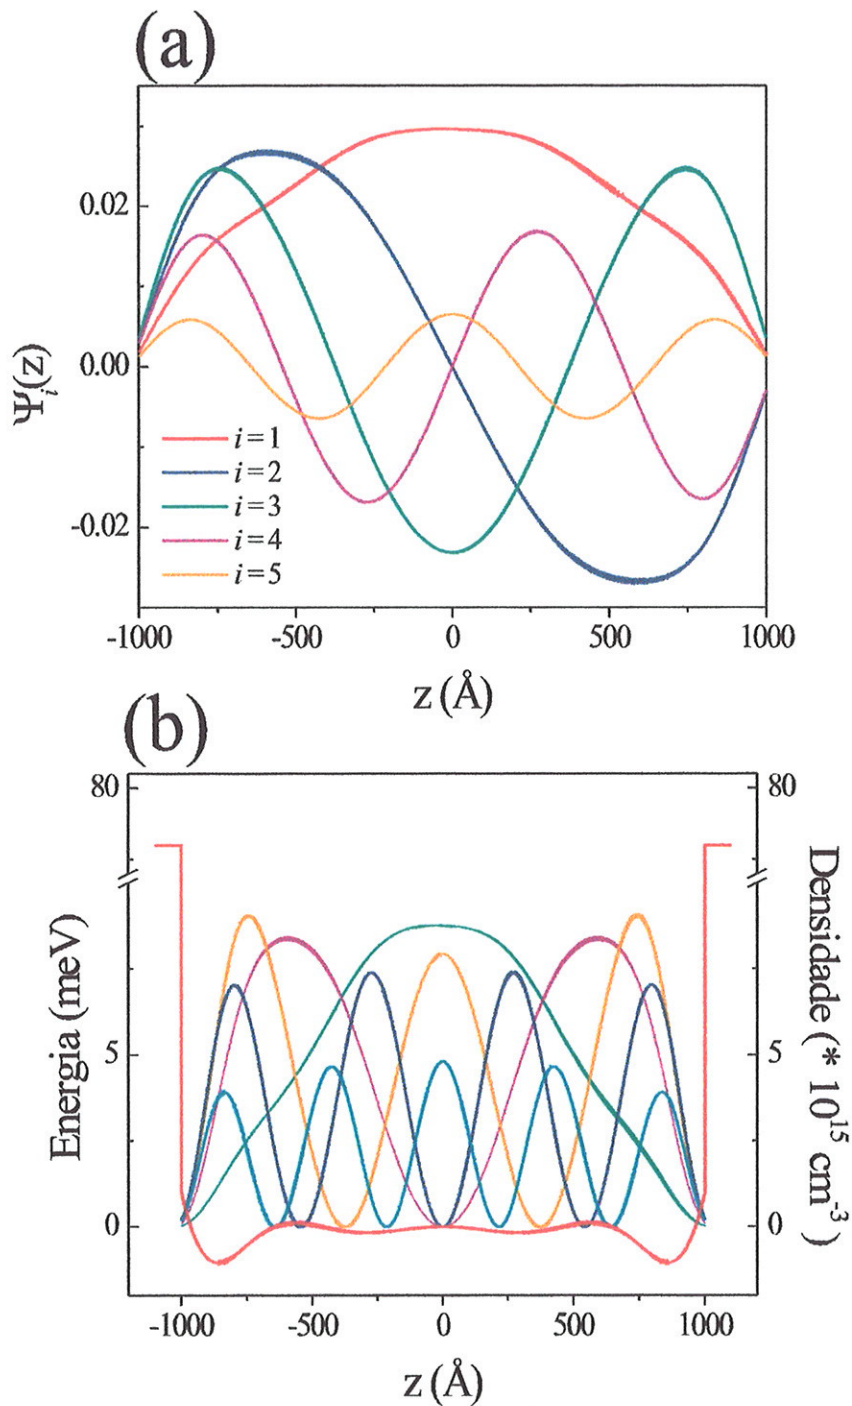 (a)
0.02
0.00
-0.02
Ψi(z)
i=1
i=2
i=3
i=4
i=5
-1000 -500 0 500 1000
z (Å)
(b)
80 80
5 5
0 0
Energia (meV)
Densidade (* 10^15 cm^-3)
-1000 -500 0 500 1000
z (Å)